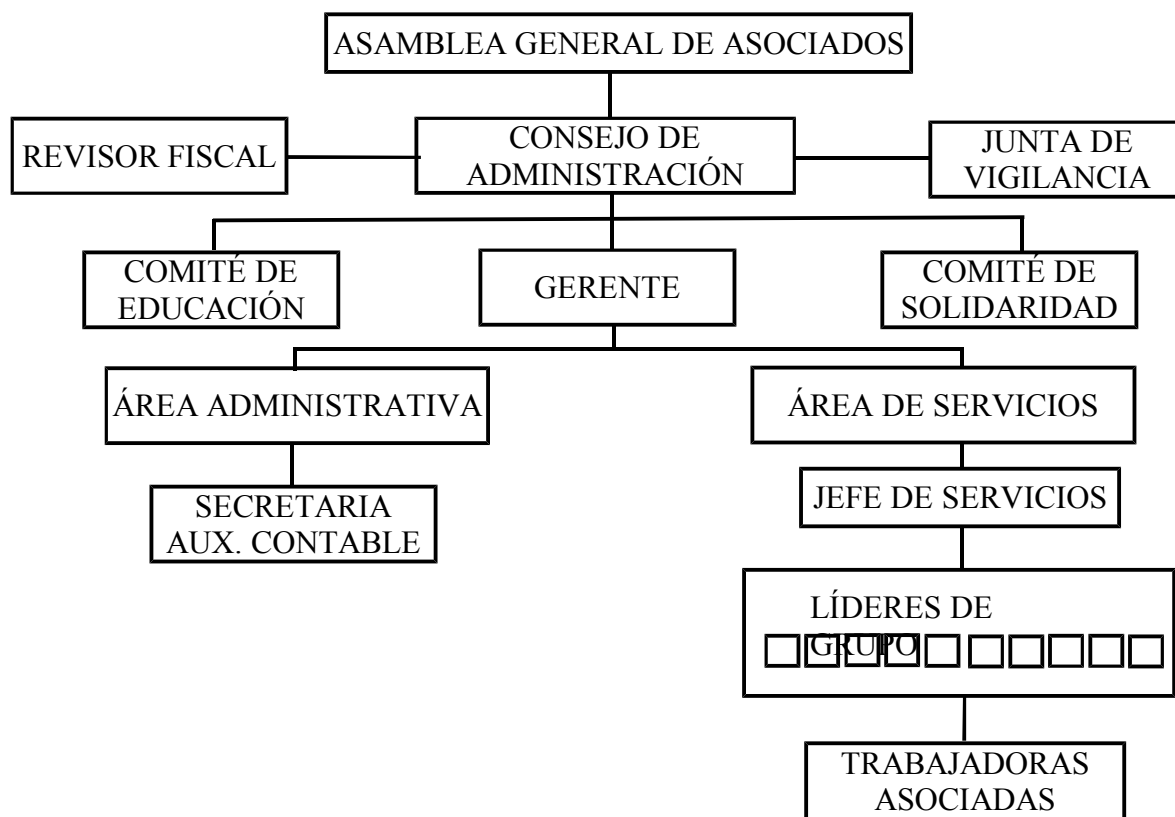 ASAMBLEA GENERAL DE ASOCIADOS
REVISOR FISCAL
CONSEJO DE
ADMINISTRACIÓN
JUNTA DE
VIGILANCIA
COMITÉ DE
EDUCACIÓN
GERENTE
COMITÉ DE
SOLIDARIDAD
ÁREA ADMINISTRATIVA
ÁREA DE SERVICIOS
SECRETARIA
AUX. CONTABLE
JEFE DE SERVICIOS
LÍDERES DE
GRUPO
TRABAJADORAS
ASOCIADAS